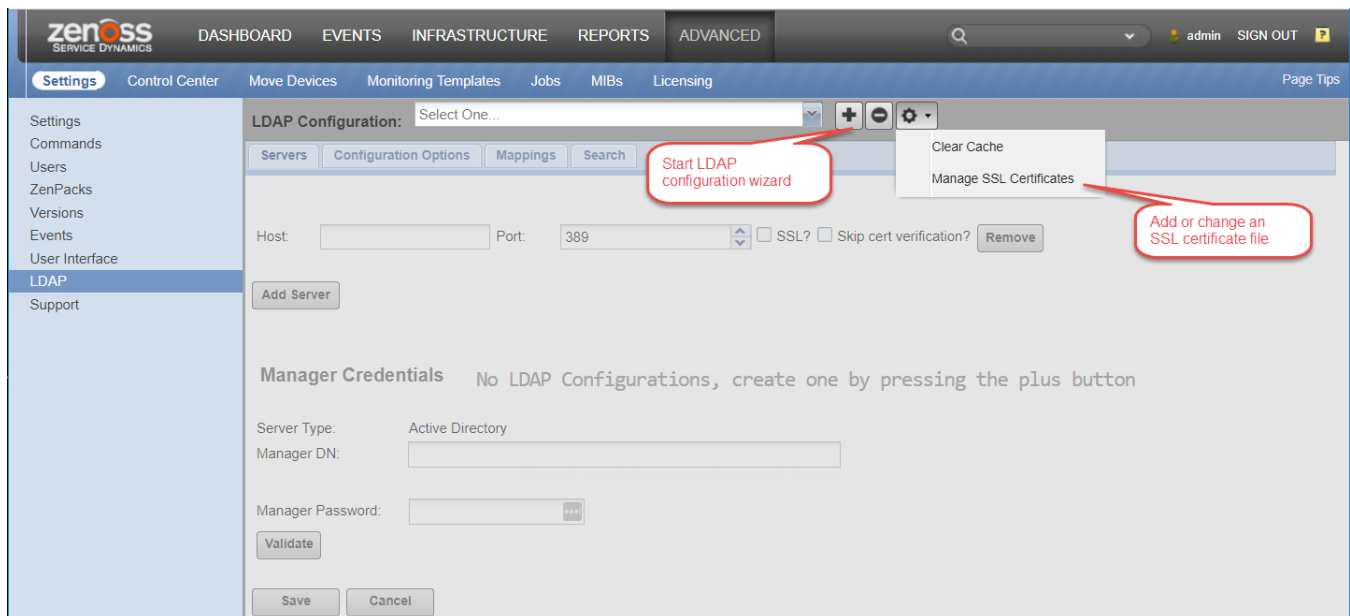 zenoss
SERVICE DYNAMICS
DASHBOARD EVENTS INFRASTRUCTURE REPORTS ADVANCED
admin SIGN OUT ?
Settings Control Center Move Devices Monitoring Templates Jobs MIBs Licensing Page Tips
Settings
Commands
Users
ZenPacks
Versions
Events
User Interface
LDAP
Support
LDAP Configuration: Select One...
Servers Configuration Options Mappings Search
Start LDAP
configuration wizard
Clear Cache
Manage SSL Certificates
Add or change an
SSL certificate file
Host: Port: 389 SSL? Skip cert verification? Remove
Add Server
Manager Credentials
No LDAP Configurations, create one by pressing the plus button
Server Type: Active Directory
Manager DN:
Manager Password:
Validate
Save Cancel